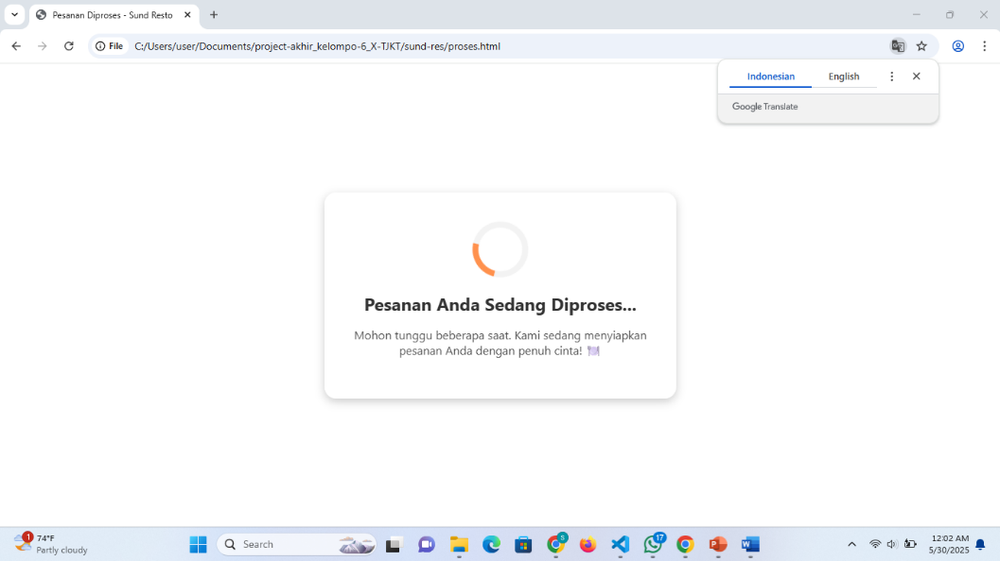 Pesanan Diproses - Sund Resto
File
C:/Users/user/Documents/project-akhir_kelompo-6_X-TJKT/sund-res/proses.html
Indonesian
English
Google Translate
Pesanan Anda Sedang Diproses...
Mohon tunggu beberapa saat. Kami sedang menyiapkan
pesanan Anda dengan penuh cinta! 🍽️
1
74°F
Partly cloudy
Search
S
17
12:02 AM
5/30/2025